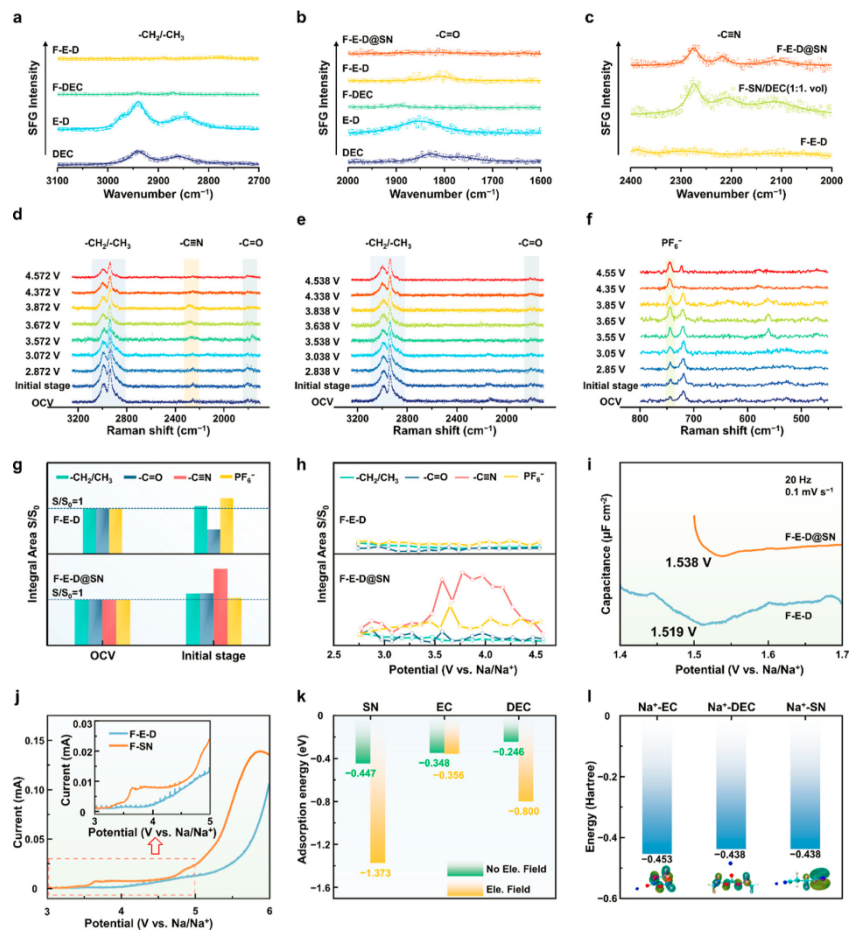 a
-CH₂/-CH₃
F-E-D
F-DEC
E-D
DEC
SFG Intensity
3100 3000 2900 2800 2700
Wavenumber (cm⁻¹)
b
-C=O
F-E-D@SN
F-E-D
F-DEC
E-D
DEC
SFG Intensity
2000 1900 1800 1700 1600
Wavenumber (cm⁻¹)
c
-C≡N
F-E-D@SN
F-SN/DEC(1:1. vol)
F-E-D
SFG Intensity
2400 2300 2200 2100 2000
Wavenumber (cm⁻¹)
d
-CH₂/-CH₃ -C≡N -C=O
4.572 V
4.372 V
3.872 V
3.672 V
3.572 V
3.072 V
2.872 V
Initial stage
OCV
3200 2800 2400 2000
Raman shift (cm⁻¹)
e
-CH₂/-CH₃ -C=O
4.538 V
4.338 V
3.838 V
3.638 V
3.538 V
3.038 V
2.838 V
Initial stage
OCV
3200 2800 2400 2000
Raman shift (cm⁻¹)
f
PF₆⁻
4.55 V
4.35 V
3.85 V
3.65 V
3.55 V
3.05 V
2.85 V
Initial stage
OCV
800 700 600 500
Raman shift (cm⁻¹)
g
-CH₂/CH₃ -C=O -C≡N PF₆⁻
S/S₀=1
F-E-D
F-E-D@SN
S/S₀=1
Integral Area S/S₀
OCV Initial stage
h
-CH₂/CH₃ -C=O -C≡N PF₆⁻
F-E-D
F-E-D@SN
Integral Area S/S₀
2.5 3.0 3.5 4.0 4.5
Potential (V vs. Na/Na⁺)
i
20 Hz
0.1 mV s⁻¹
F-E-D@SN
1.538 V
F-E-D
1.519 V
Capacitance (μF cm⁻²)
1.4 1.5 1.6 1.7
Potential (V vs. Na/Na⁺)
j
F-E-D
F-SN
0.03
0.02
0.01
0.00
Current (mA)
3 4 5
Potential (V vs. Na/Na⁺)
0.15
0.10
0.05
0
Current (mA)
3 4 5 6
Potential (V vs. Na/Na⁺)
k
SN EC DEC
0
−0.4
−0.8
−1.2
−1.6
Adsorption energy (eV)
−0.447
−1.373
−0.348
−0.356
−0.246
−0.800
No Ele. Field
Ele. Field
l
Na⁺-EC Na⁺-DEC Na⁺-SN
0
−0.2
−0.4
−0.6
Energy (Hartree)
−0.453 −0.438 −0.438